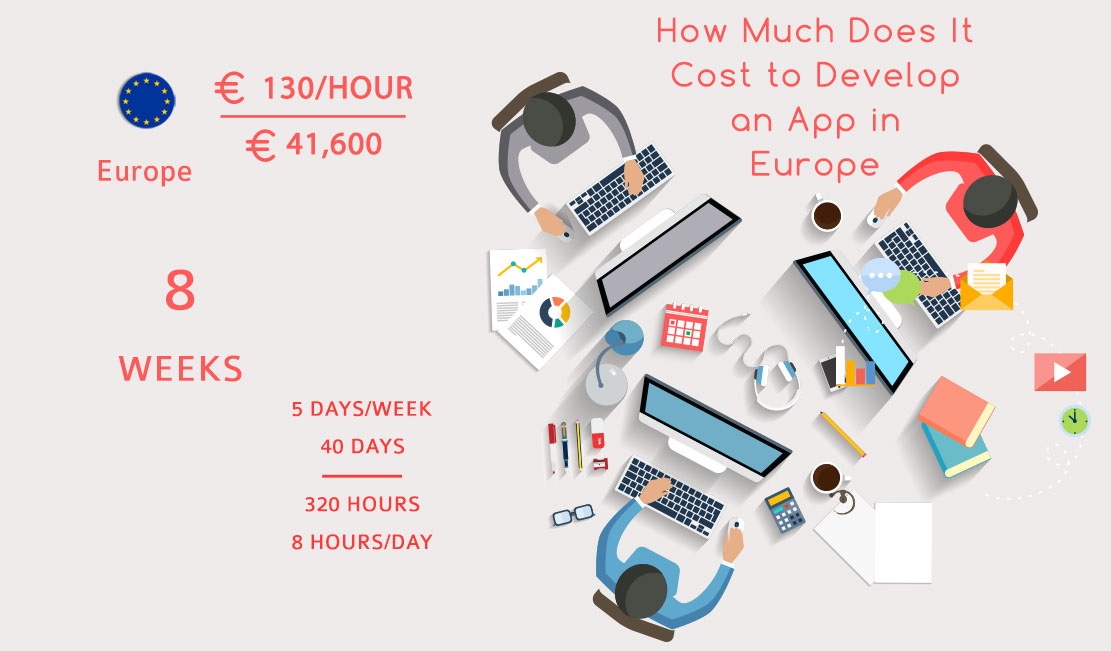 How Much Does It
Cost to Develop
an App in
Europe
€ 130/HOUR
€ 41,600
Europe
8
WEEKS
5 DAYS/WEEK
40 DAYS
320 HOURS
8 HOURS/DAY